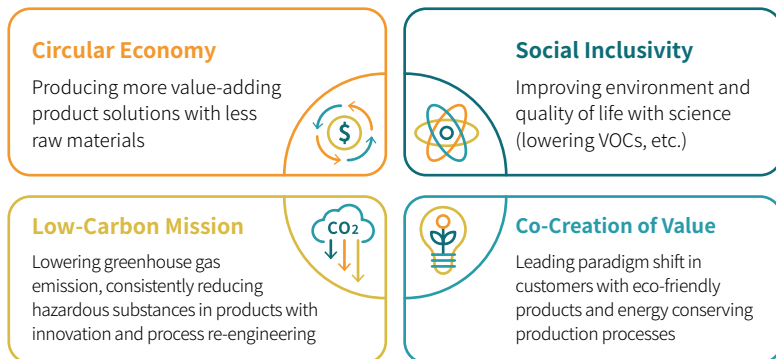 Circular Economy
Producing more value-adding
product solutions with less
raw materials
$
Social Inclusivity
Improving environment and
quality of life with science
(lowering VOCs, etc.)
Low-Carbon Mission
Lowering greenhouse gas
emission, consistently reducing
hazardous substances in products with
innovation and process re-engineering
CO2
Co-Creation of Value
Leading paradigm shift in
customers with eco-friendly
products and energy conserving
production processes